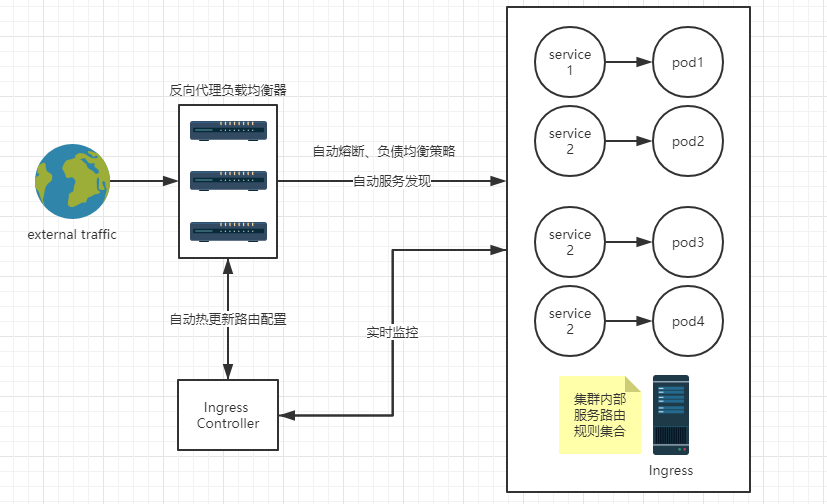 反向代理负载均衡器
external traffic
自动熔断、负债均衡策略
自动服务发现
自动热更新路由配置
实时监控
Ingress
Controller
service
1
pod1
service
2
pod2
service
2
pod3
service
2
pod4
集群内部
服务路由
规则集合
Ingress